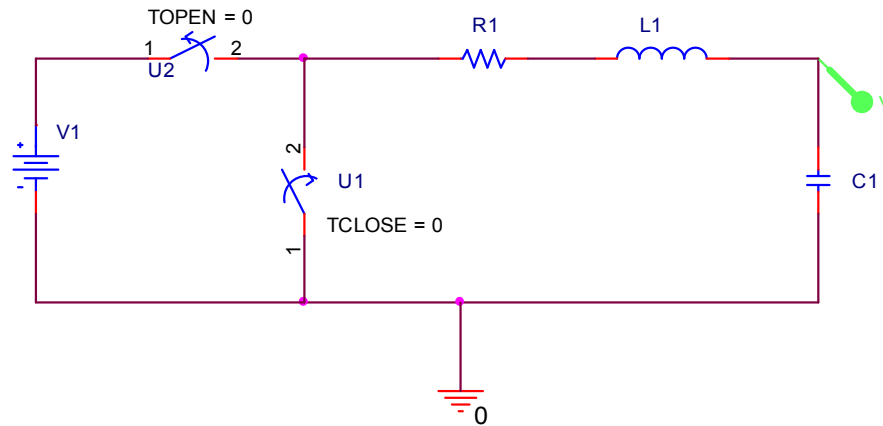 TOPEN = 0
R1
L1
1
2
U2
V
V1
+
-
2
U1
C1
TCLOSE = 0
1
0